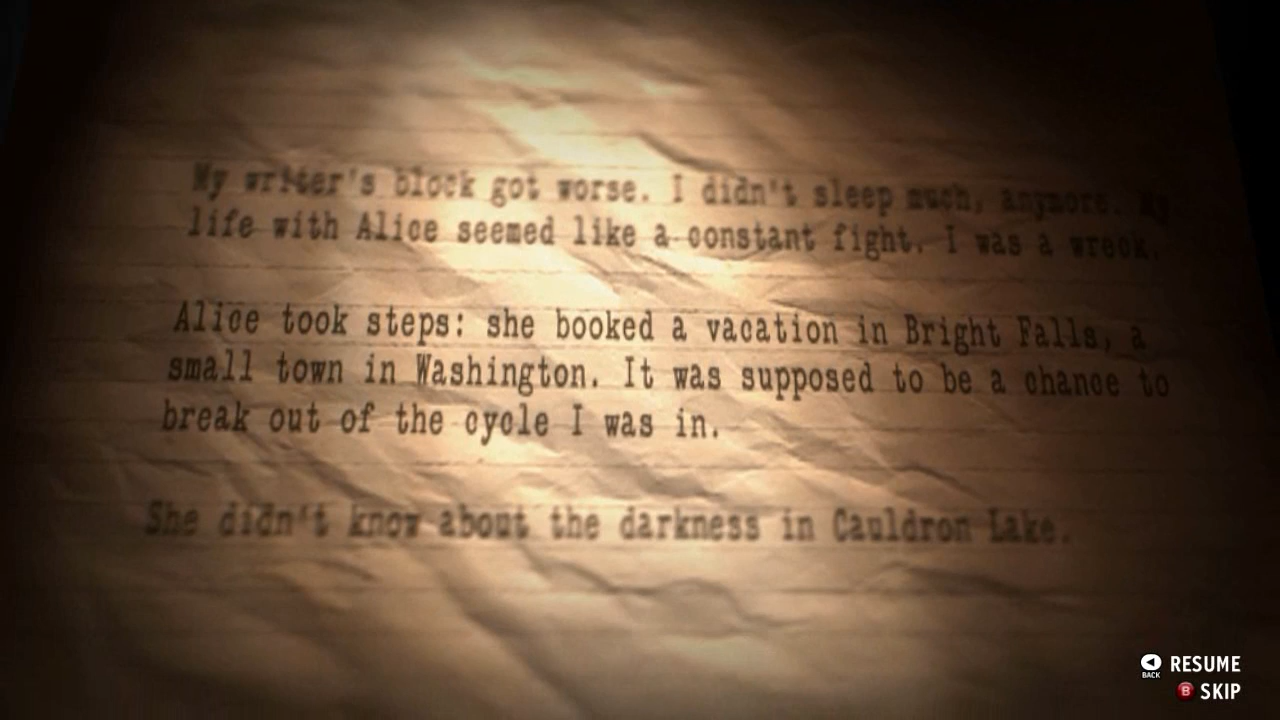 My writer's block got worse. I didn't sleep much, anymore. My
life with Alice seemed like a constant fight. I was a wreck.
Alice took steps: she booked a vacation in Bright Falls, a
small town in Washington. It was supposed to be a chance to
break out of the cycle I was in.
She didn't know about the darkness in Cauldron Lake.
BACK RESUME
B SKIP